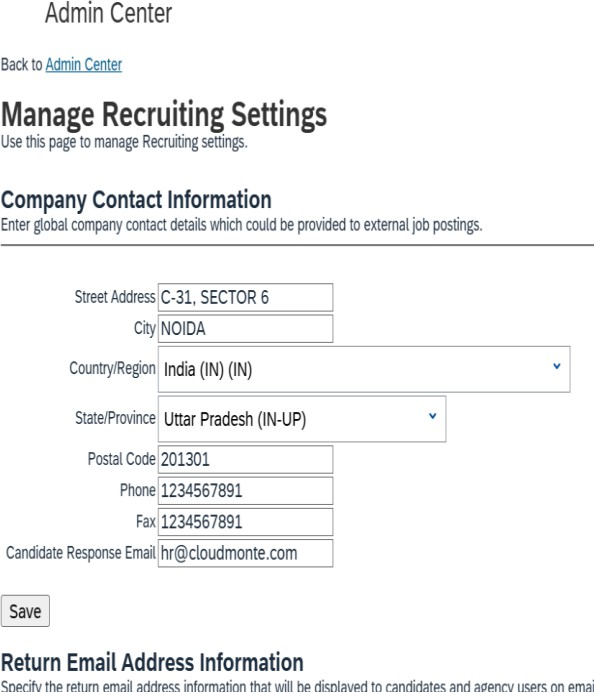 Admin Center
Back to Admin Center
Manage Recruiting Settings
Use this page to manage Recruiting settings.
Company Contact Information
Enter global company contact details which could be provided to external job postings.
Street Address C-31, SECTOR 6
City NOIDA
Country/Region India (IN) (IN)
State/Province Uttar Pradesh (IN-UP)
Postal Code 201301
Phone 1234567891
Fax 1234567891
Candidate Response Email hr@cloudmonte.com
Save
Return Email Address Information
Specify the return email address information that will be displayed to candidates and agency users on emai